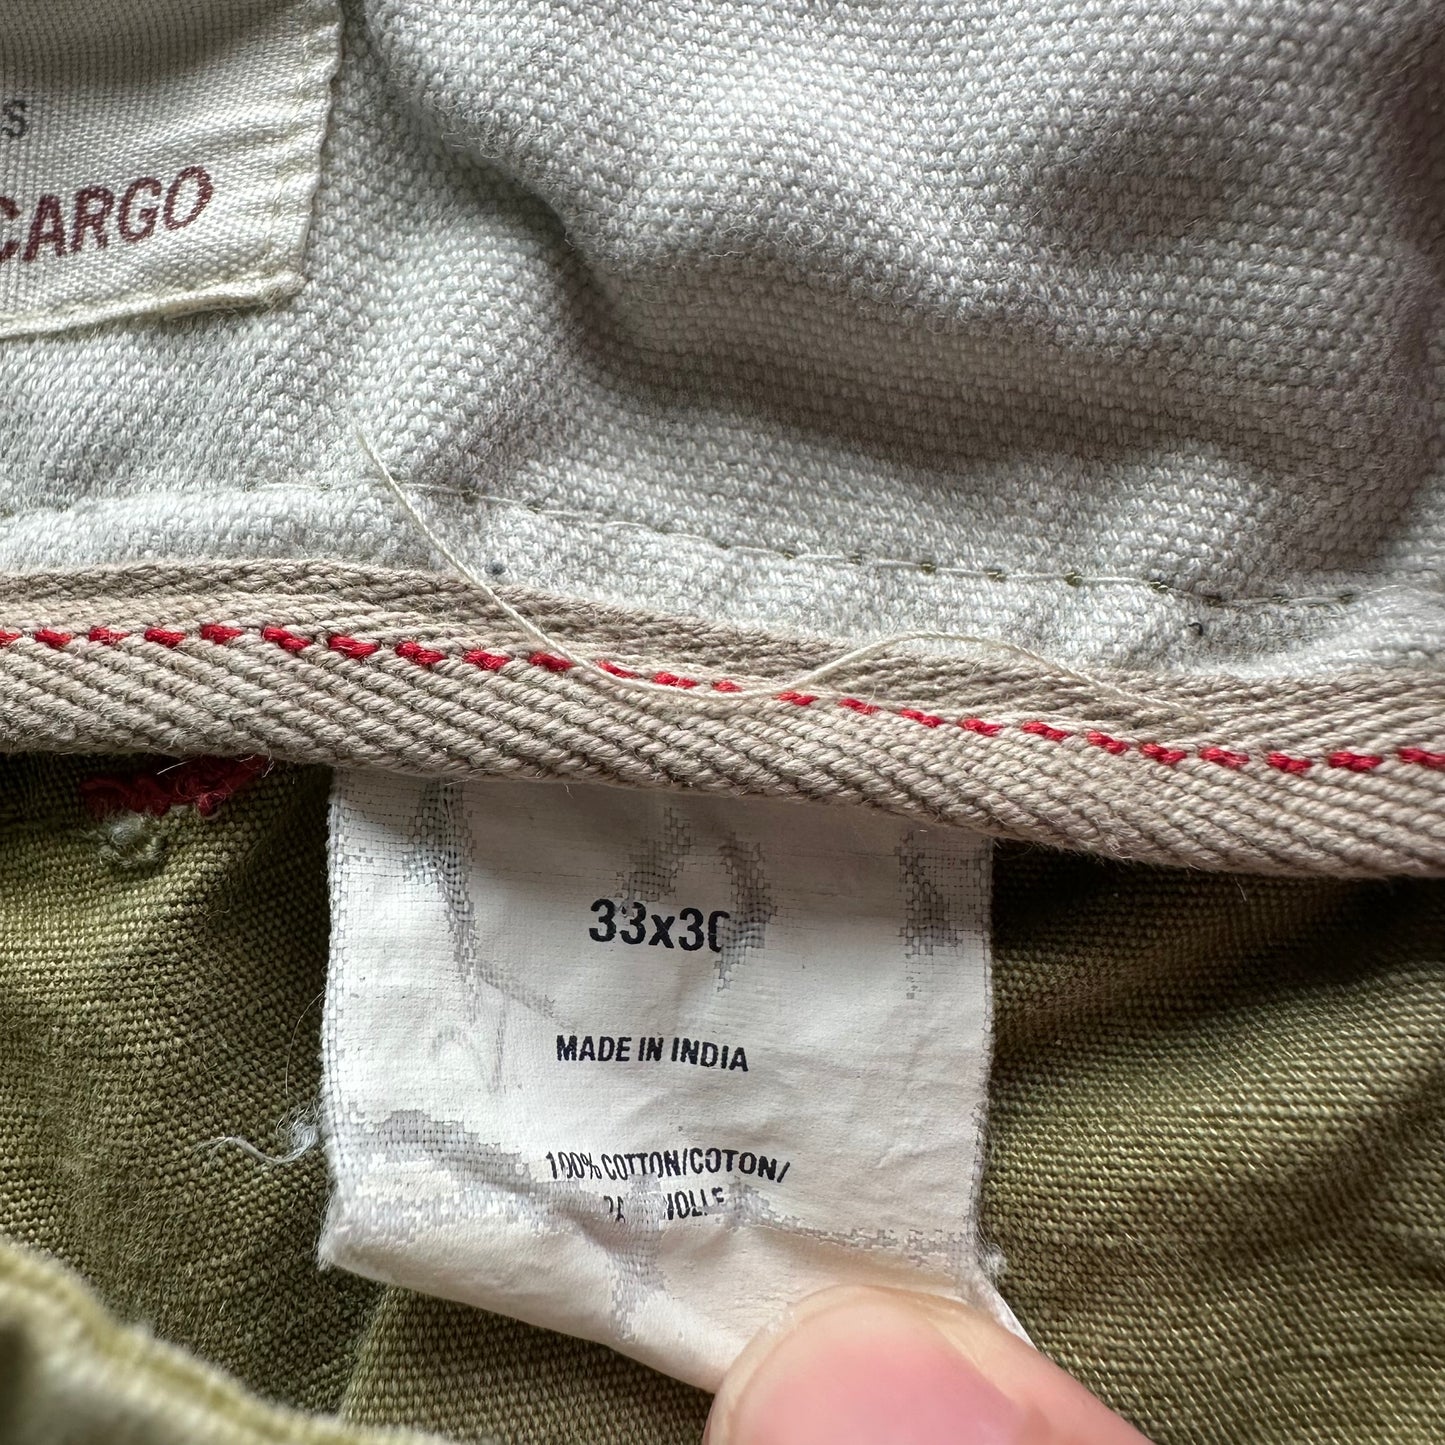 S
CARGO
33x30
MADE IN INDIA
100% COTTON/COTON/